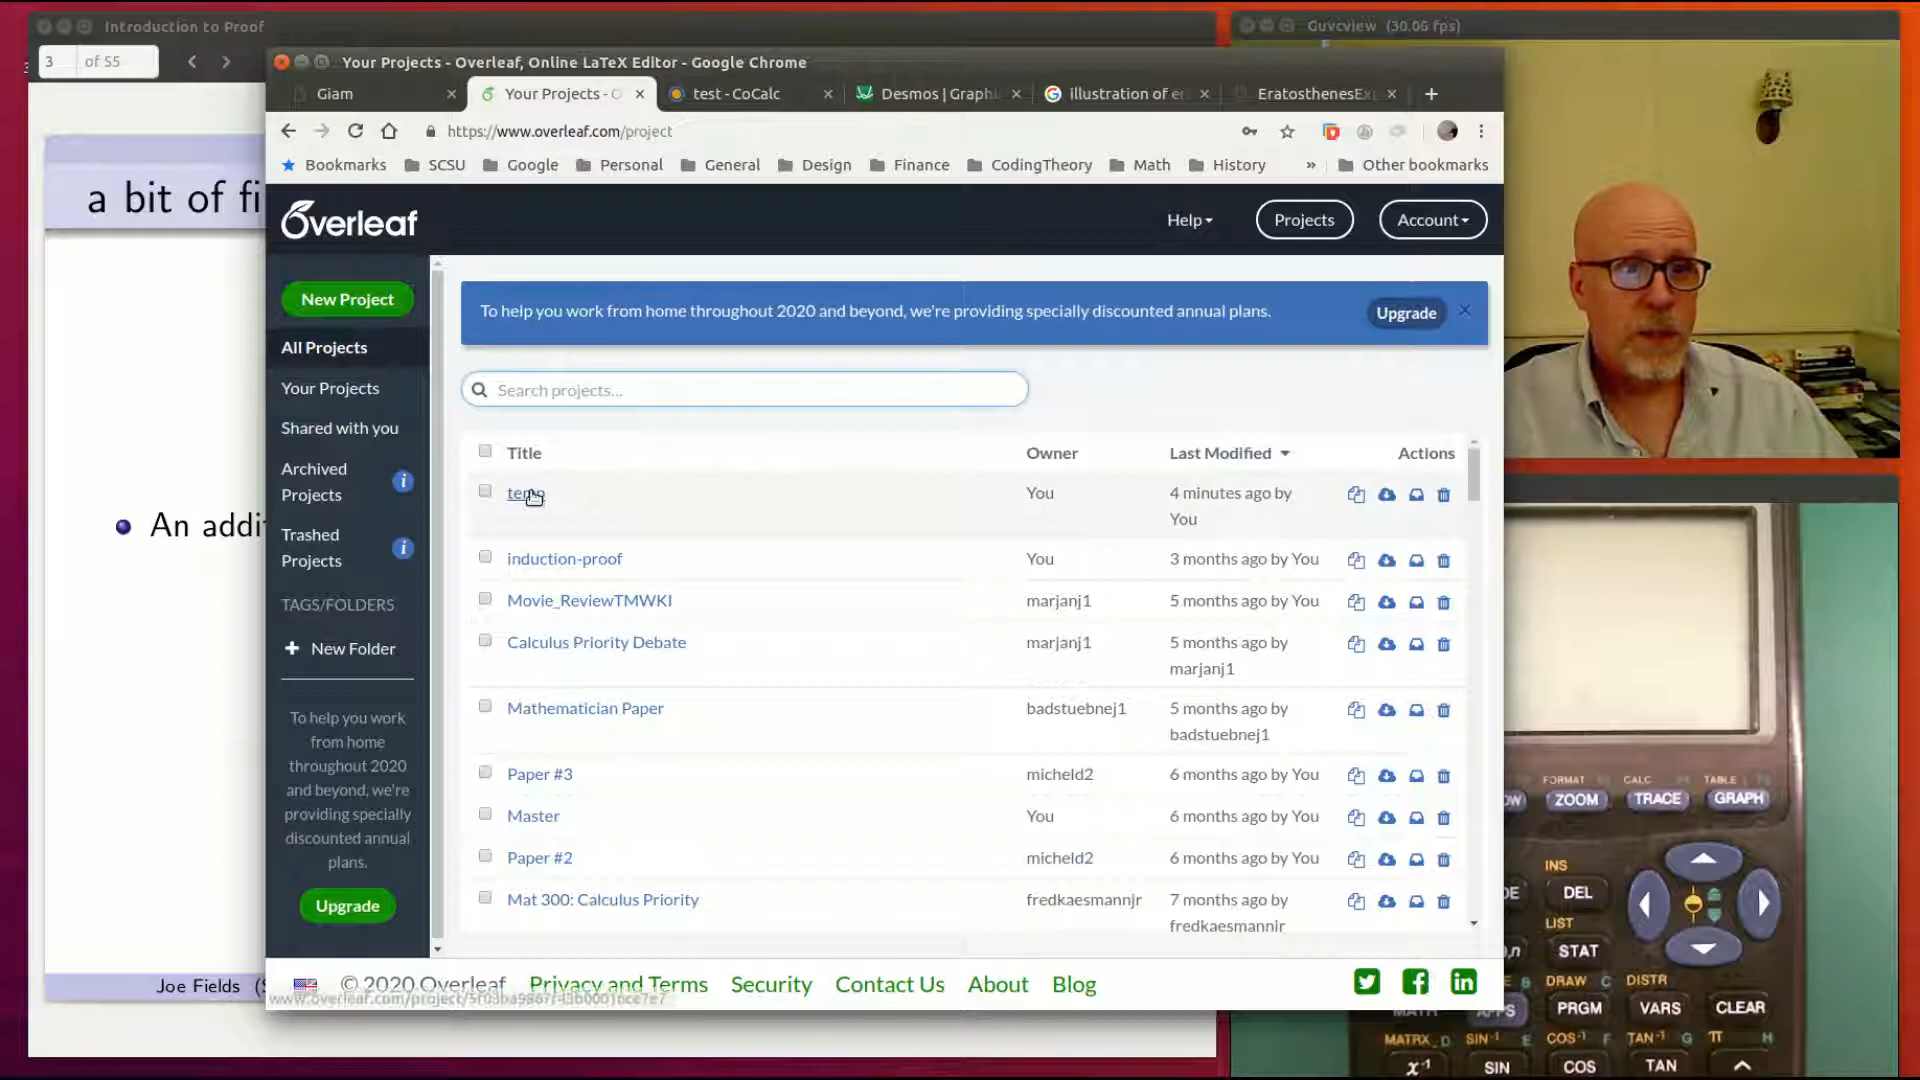 Introduction to Proof
3 of 55
a bit of fi
An addi
Joe Fields (S
Guvcview (30.06 fps)
Your Projects - Overleaf, Online LaTeX Editor - Google Chrome
Giam
Your Projects - O
test - CoCalc
Desmos | Graphi
illustration of er
EratosthenesEx
https://www.overleaf.com/project
Bookmarks SCSU Google Personal General Design Finance CodingTheory Math History » Other bookmarks
Overleaf
Help
Projects
Account
New Project
All Projects
Your Projects
Shared with you
Archived
Projects
Trashed
Projects
TAGS/FOLDERS
New Folder
To help you work
from home
throughout 2020
and beyond, we're
providing specially
discounted annual
plans.
Upgrade
To help you work from home throughout 2020 and beyond, we're providing specially discounted annual plans.
Upgrade
Search projects...
Title Owner Last Modified Actions
You 4 minutes ago by
You
induction-proof You 3 months ago by You
Movie_ReviewTMWKI marjanj1 5 months ago by You
Calculus Priority Debate marjanj1 5 months ago by
marjanj1
Mathematician Paper badstuebnej1 5 months ago by
badstuebnej1
Paper #3 micheld2 6 months ago by You
Master You 6 months ago by You
Paper #2 micheld2 6 months ago by You
Mat 300: Calculus Priority fredkaesmannjr 7 months ago by
fredkaesmannjr
© 2020 Overleaf Privacy and Terms Security Contact Us About Blog
FORMAT CALC TABLE
ZOOM TRACE GRAPH
INS
DEL
LIST
STAT
DRAW C DISTR
MATH APPS PRGM VARS CLEAR
MATRX D SIN⁻¹ E COS⁻¹ F TAN⁻¹ G π H
x⁻¹ SIN COS TAN ^